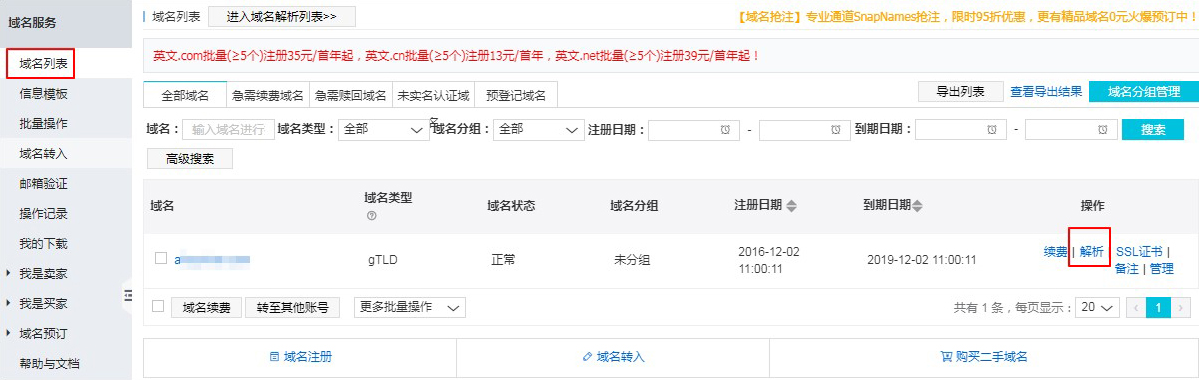 域名服务
域名列表
信息模板
批量操作
域名转入
邮箱验证
操作记录
我的下载
我是卖家
我是买家
域名预订
帮助与文档
域名列表
进入域名解析列表>>
【域名抢注】专业通道SnapNames抢注，限时95折优惠，更有精品域名0元火爆预订中！
英文.com批量(≥5个)注册35元/首年起，英文.cn批量(≥5个)注册13元/首年，英文.net批量(≥5个)注册39元/首年起！
全部域名 急需续费域名 急需赎回域名 未实名认证域名 预登记域名
导出列表 查看导出结果 域名分组管理
域名： 输入域名进行 域名类型： 全部 域名分组： 全部 注册日期： - 到期日期： - 搜索
高级搜索
域名 域名类型 域名状态 域名分组 注册日期 到期日期 操作
a gTLD 正常 未分组 2016-12-02 11:00:11 2019-12-02 11:00:11 续费 | 解析 | SSL证书 |
备注 | 管理
域名续费 转至其他账号 更多批量操作 共有 1 条，每页显示： 20 < 1 >
域名注册 域名转入 购买二手域名